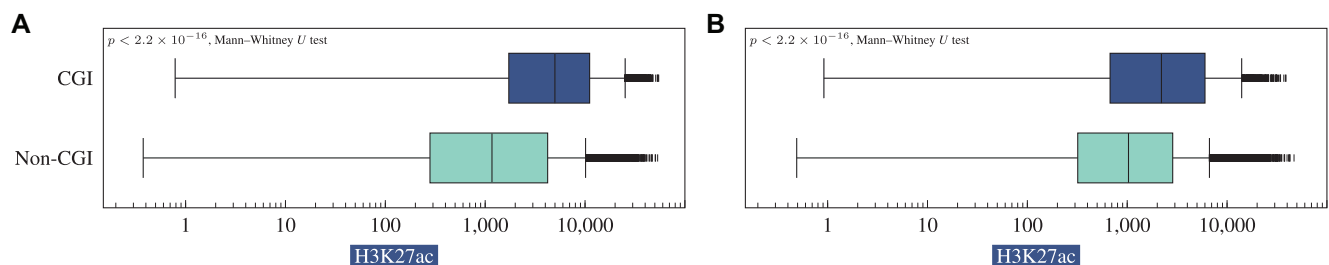 A
p < 2.2 × 10⁻¹⁶, Mann–Whitney U test
CGI
Non-CGI
1 10 100 1,000 10,000
H3K27ac
B
p < 2.2 × 10⁻¹⁶, Mann–Whitney U test
1 10 100 1,000 10,000
H3K27ac